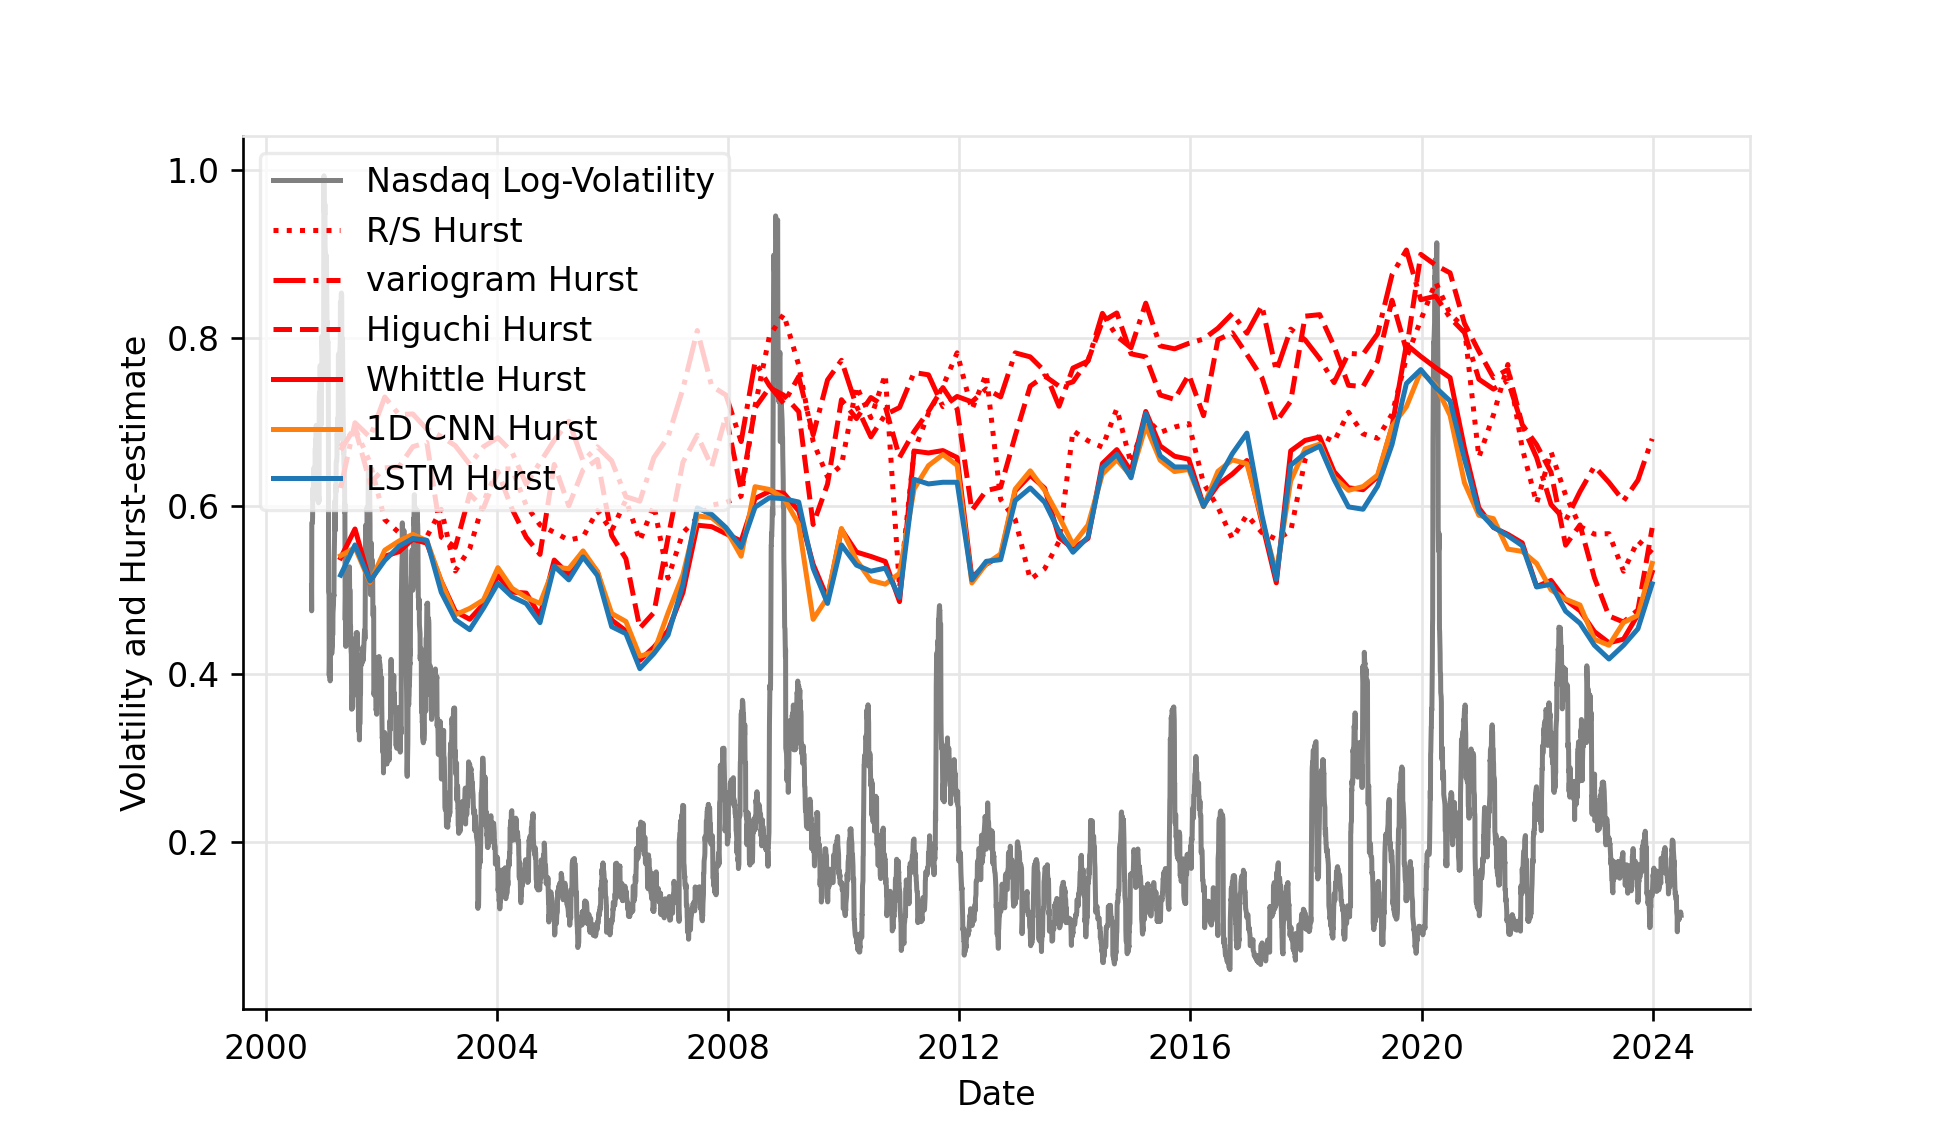 Nasdaq Log-Volatility
R/S Hurst
variogram Hurst
Higuchi Hurst
Whittle Hurst
1D CNN Hurst
LSTM Hurst
Volatility and Hurst-estimate
1.0
0.8
0.6
0.4
0.2
2000 2004 2008 2012 2016 2020 2024
Date